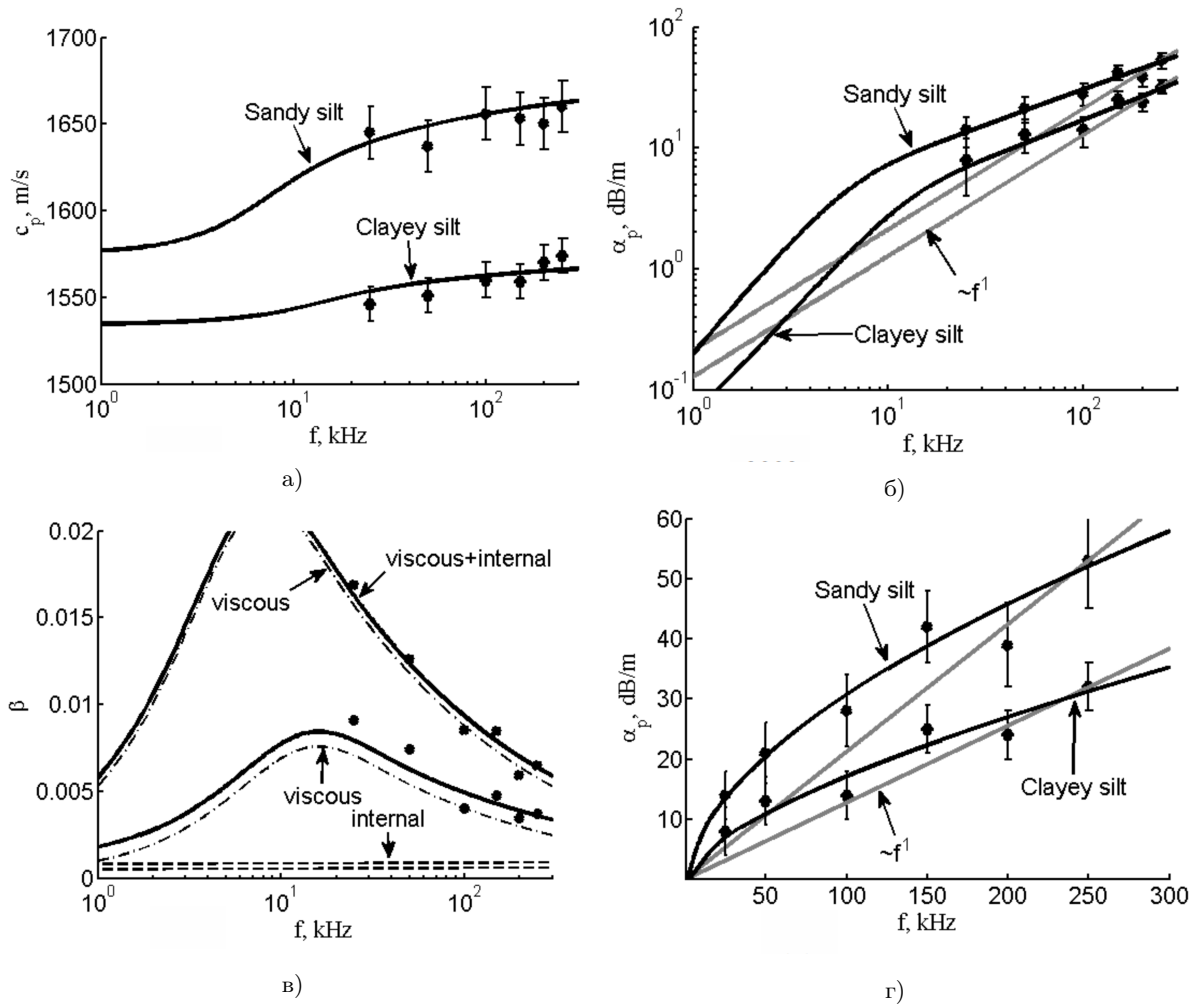 1700
1650
1600
1550
1500
c_p, m/s
Sandy silt
Clayey silt
10^0
10^1
10^2
f, kHz
а)
10^2
10^1
10^0
10^-1
α_p, dB/m
Sandy silt
~f^1
Clayey silt
10^0
10^1
10^2
f, kHz
б)
0.02
0.015
0.01
0.005
0
β
viscous+internal
viscous
viscous
internal
10^0
10^1
10^2
f, kHz
в)
60
50
40
30
20
10
α_p, dB/m
Sandy silt
Clayey silt
~f^1
50
100
150
200
250
300
f, kHz
г)